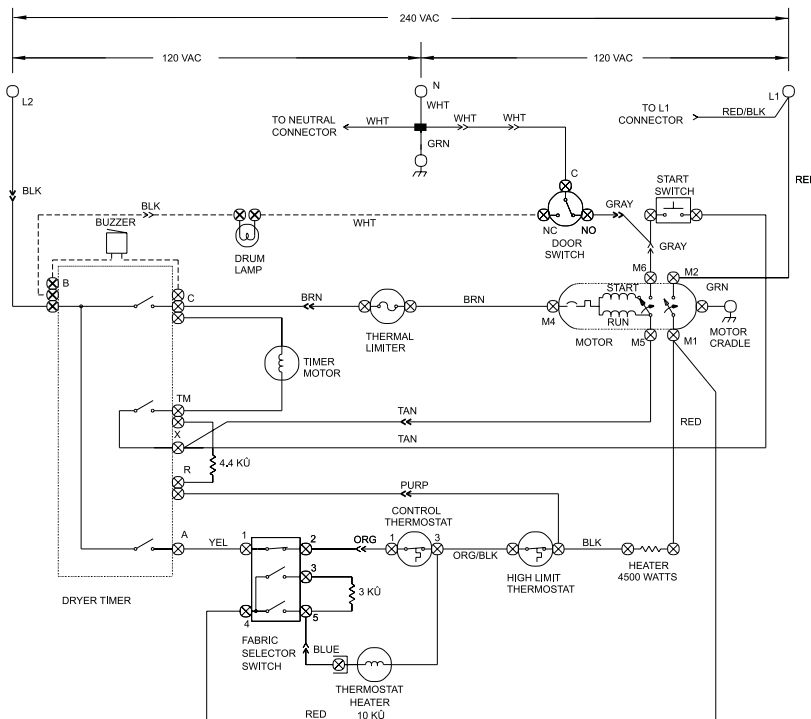 240 VAC
120 VAC
120 VAC
L2
N
L1
WHT
TO NEUTRAL
CONNECTOR
WHT
WHT
WHT
GRN
TO L1
CONNECTOR
RED/BLK
RED
BLK
C
START
SWITCH
BLK
WHT
GRAY
BUZZER
DRUM
LAMP
NC
NO
DOOR
SWITCH
GRAY
M6
M2
GRN
B
C
BRN
BRN
START
RUN
M4
THERMAL
LIMITER
MOTOR
M5
M1
MOTOR
CRADLE
TIMER
MOTOR
TM
TAN
RED
X
TAN
R
4.4 KÛ
PURP
CONTROL
THERMOSTAT
A
YEL
1
2
ORG
1
3
ORG/BLK
BLK
3
HIGH LIMIT
THERMOSTAT
HEATER
4500 WATTS
3 KÛ
DRYER TIMER
4
5
FABRIC
SELECTOR
SWITCH
BLUE
THERMOSTAT
HEATER
10 KÛ
RED